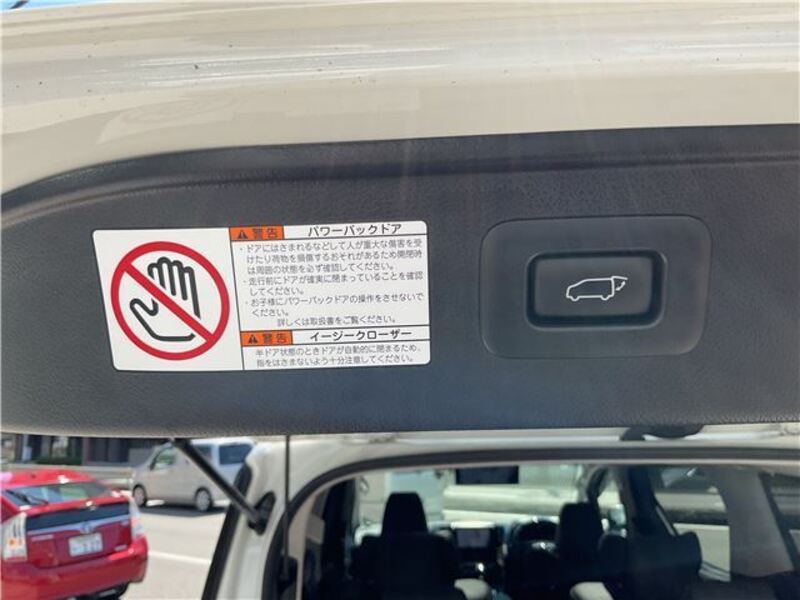 警告 パワーバックドア
・ドアにはさまれるなどして人が重大な傷害を受
けたり荷物を損傷するおそれがあるため開閉時
は周囲の状態を必ず確認してください。
・走行前にドアが確実に閉まっていることを確認
してください。
・お子様にパワーバックドアの操作をさせないで
ください。
詳しくは取扱書をご覧ください。
警告 イージークローザー
半ドア状態のときドアが自動的に閉まるため、
指をはさまないよう十分注意してください。